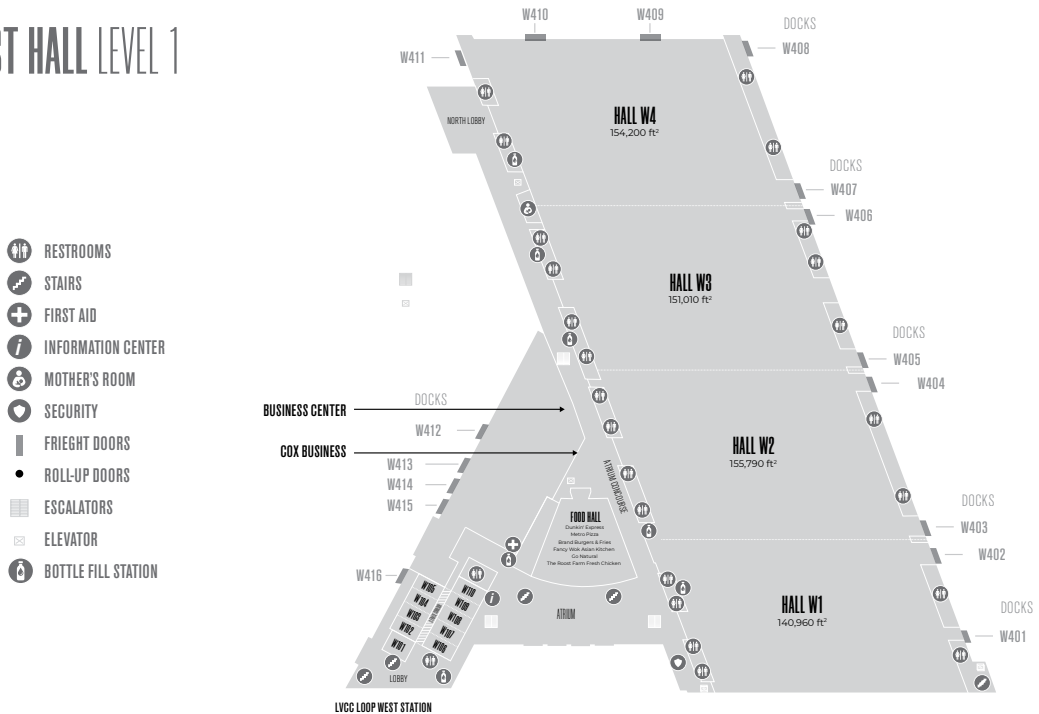 ST HALL LEVEL 1
RESTROOMS
STAIRS
FIRST AID
INFORMATION CENTER
MOTHER'S ROOM
SECURITY
FRIEGHT DOORS
ROLL-UP DOORS
ESCALATORS
ELEVATOR
BOTTLE FILL STATION
W410
W409
DOCKS
W408
W411
NORTH LOBBY
HALL W4
154,200 ft²
DOCKS
W407
W406
HALL W3
151,010 ft²
DOCKS
W405
W404
BUSINESS CENTER
COX BUSINESS
DOCKS
W412
W413
W414
W415
W416
HALL W2
155,790 ft²
ATRIUM CONCOURSE
FOOD HALL
Dunkin' Express
Metro Pizza
Brand Burgers & Fries
Fancy Wok Asian Kitchen
Go Natural
The Roost Farm Fresh Chicken
DOCKS
W403
W402
HALL W1
140,960 ft²
DOCKS
W401
ATRIUM
W105
W104
W103
W102
W101
W110
W109
W108
W107
W106
LOBBY
LVCC LOOP WEST STATION